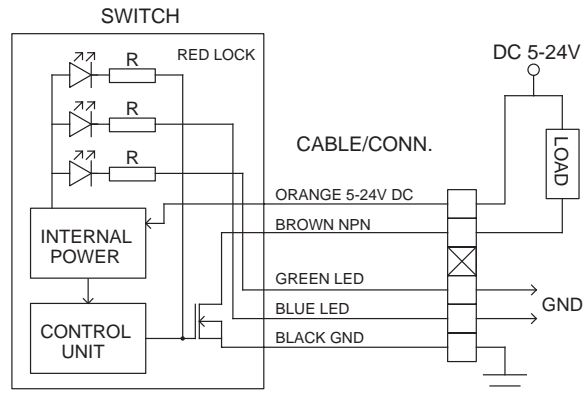 SWITCH
RED LOCK
R
R
R
DC 5-24V
LOAD
CABLE/CONN.
ORANGE 5-24V DC
BROWN NPN
INTERNAL
POWER
GREEN LED
BLUE LED
GND
BLACK GND
CONTROL
UNIT